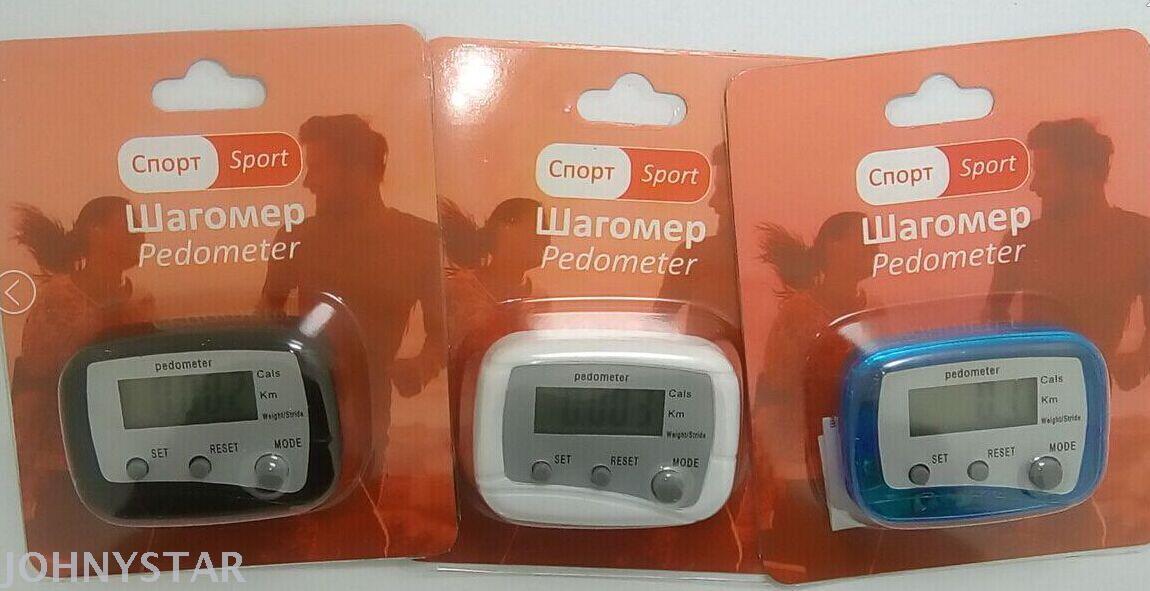 Спорт Sport
Шагомер
Pedometer
pedometer
Cals
Km
Weight/Stride
SET RESET MODE
Спорт Sport
Шагомер
Pedometer
pedometer
Cals
Km
Weight/Stride
SET RESET MODE
Спорт Sport
Шагомер
Pedometer
pedometer
Cals
Km
Weight/Stride
SET RESET MODE
JOHNYSTAR